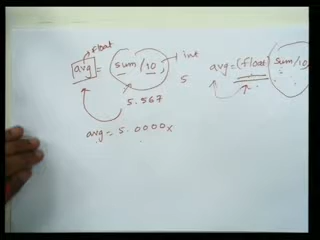 float
avg = sum / 10 , int
5
5.567
avg = 5.0000x
avg = (float) sum / 10